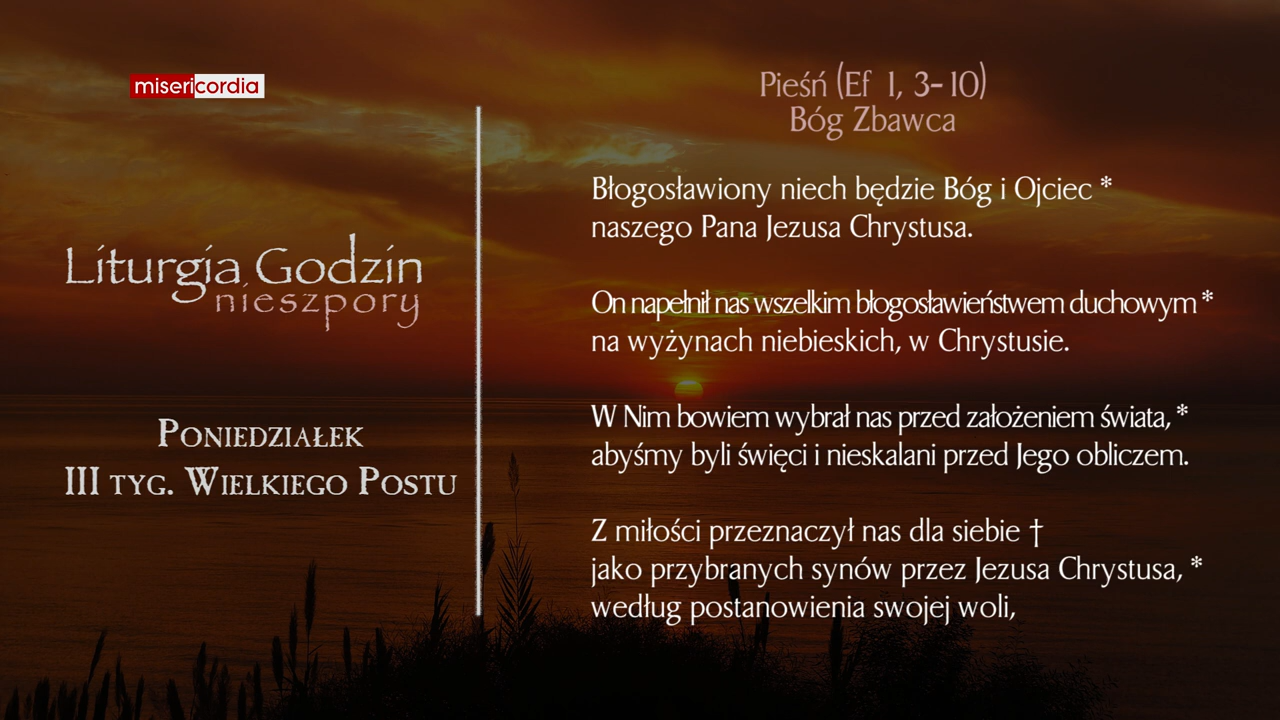 misericordia
Liturgia Godzin
nieszpory
Poniedziałek
III tyg. Wielkiego Postu
Pieśń (Ef 1, 3-10)
Bóg Zbawca
Błogosławiony niech będzie Bóg i Ojciec *
naszego Pana Jezusa Chrystusa.
On napełnił nas wszelkim błogosławieństwem duchowym *
na wyżynach niebieskich, w Chrystusie.
W Nim bowiem wybrał nas przed założeniem świata, *
abyśmy byli święci i nieskalani przed Jego obliczem.
Z miłości przeznaczył nas dla siebie †
jako przybranych synów przez Jezusa Chrystusa, *
według postanowienia swojej woli,